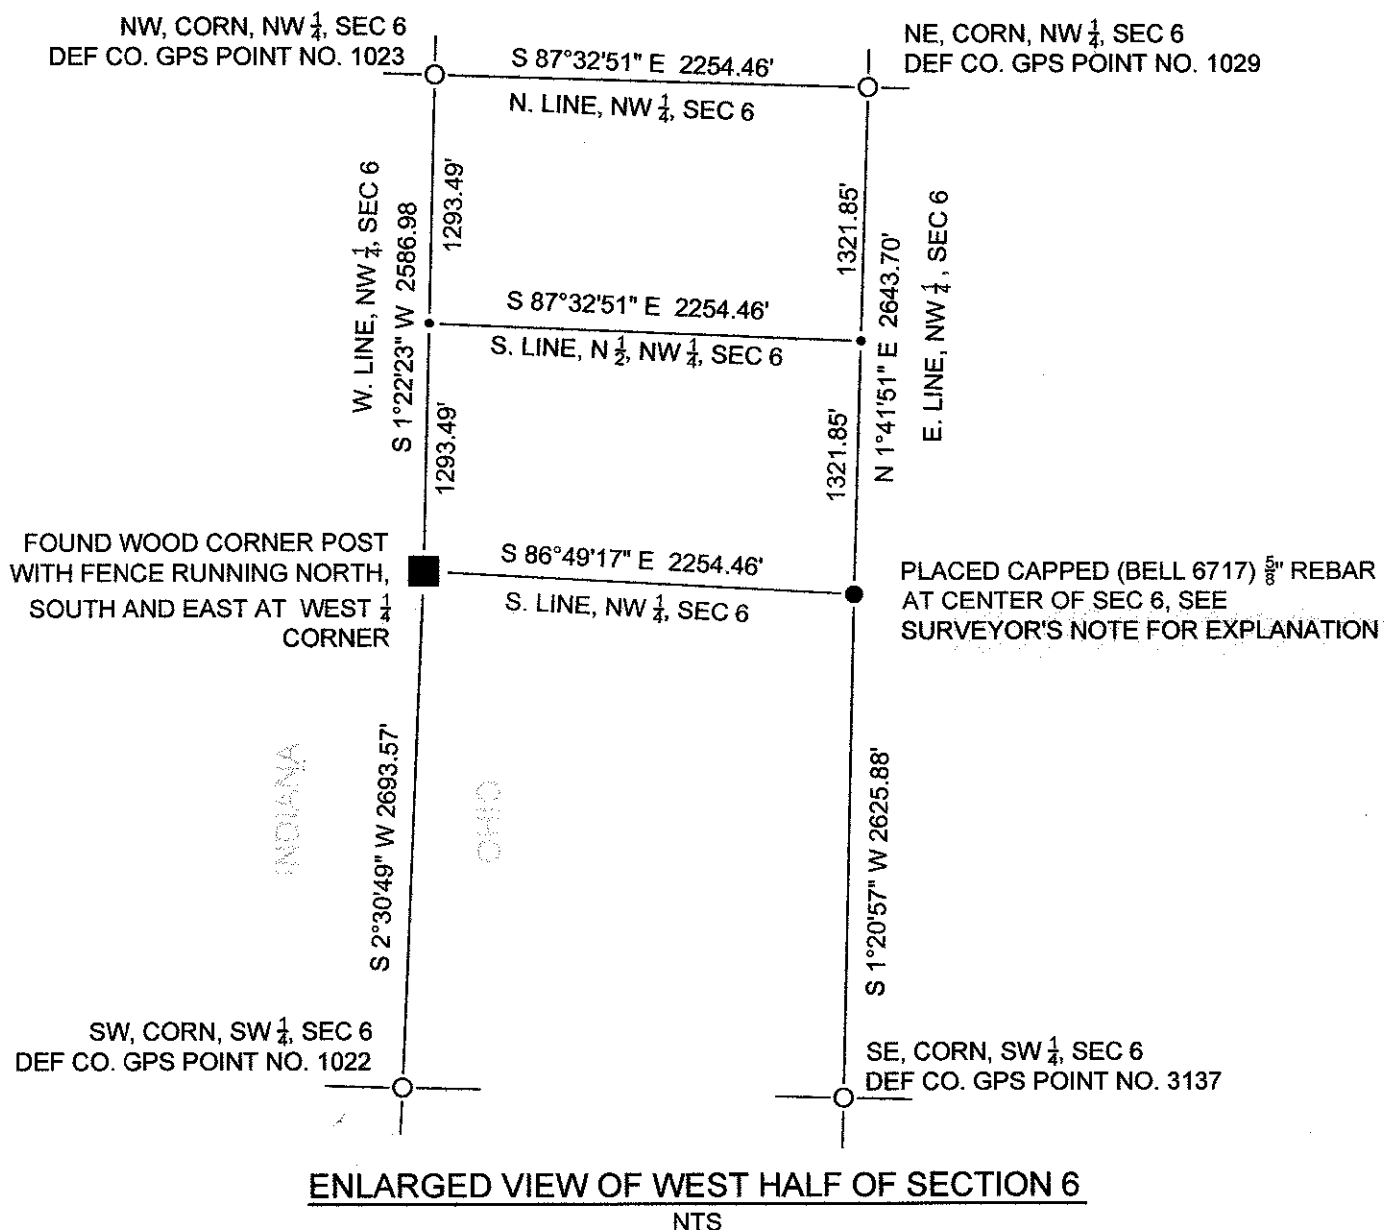 NW, CORN, NW 1/4, SEC 6
DEF CO. GPS POINT NO. 1023
S 87°32'51" E 2254.46'
N. LINE, NW 1/4, SEC 6
NE, CORN, NW 1/4, SEC 6
DEF CO. GPS POINT NO. 1029
W. LINE, NW 1/4, SEC 6
S 1°22'23" W 2586.98
1293.49'
1293.49'
1321.85'
1321.85'
N 1°41'51" E 2643.70'
E. LINE, NW 1/4, SEC 6
S 87°32'51" E 2254.46'
S. LINE, N 1/2, NW 1/4, SEC 6
FOUND WOOD CORNER POST
WITH FENCE RUNNING NORTH,
SOUTH AND EAST AT WEST 1/4
CORNER
S 86°49'17" E 2254.46'
S. LINE, NW 1/4, SEC 6
PLACED CAPPED (BELL 6717) 5/8" REBAR
AT CENTER OF SEC 6, SEE
SURVEYOR'S NOTE FOR EXPLANATION
INDIANA
S 2°30'49" W 2693.57'
OHIO
S 1°20'57" W 2625.88'
SW, CORN, SW 1/4, SEC 6
DEF CO. GPS POINT NO. 1022
SE, CORN, SW 1/4, SEC 6
DEF CO. GPS POINT NO. 3137
ENLARGED VIEW OF WEST HALF OF SECTION 6
NTS